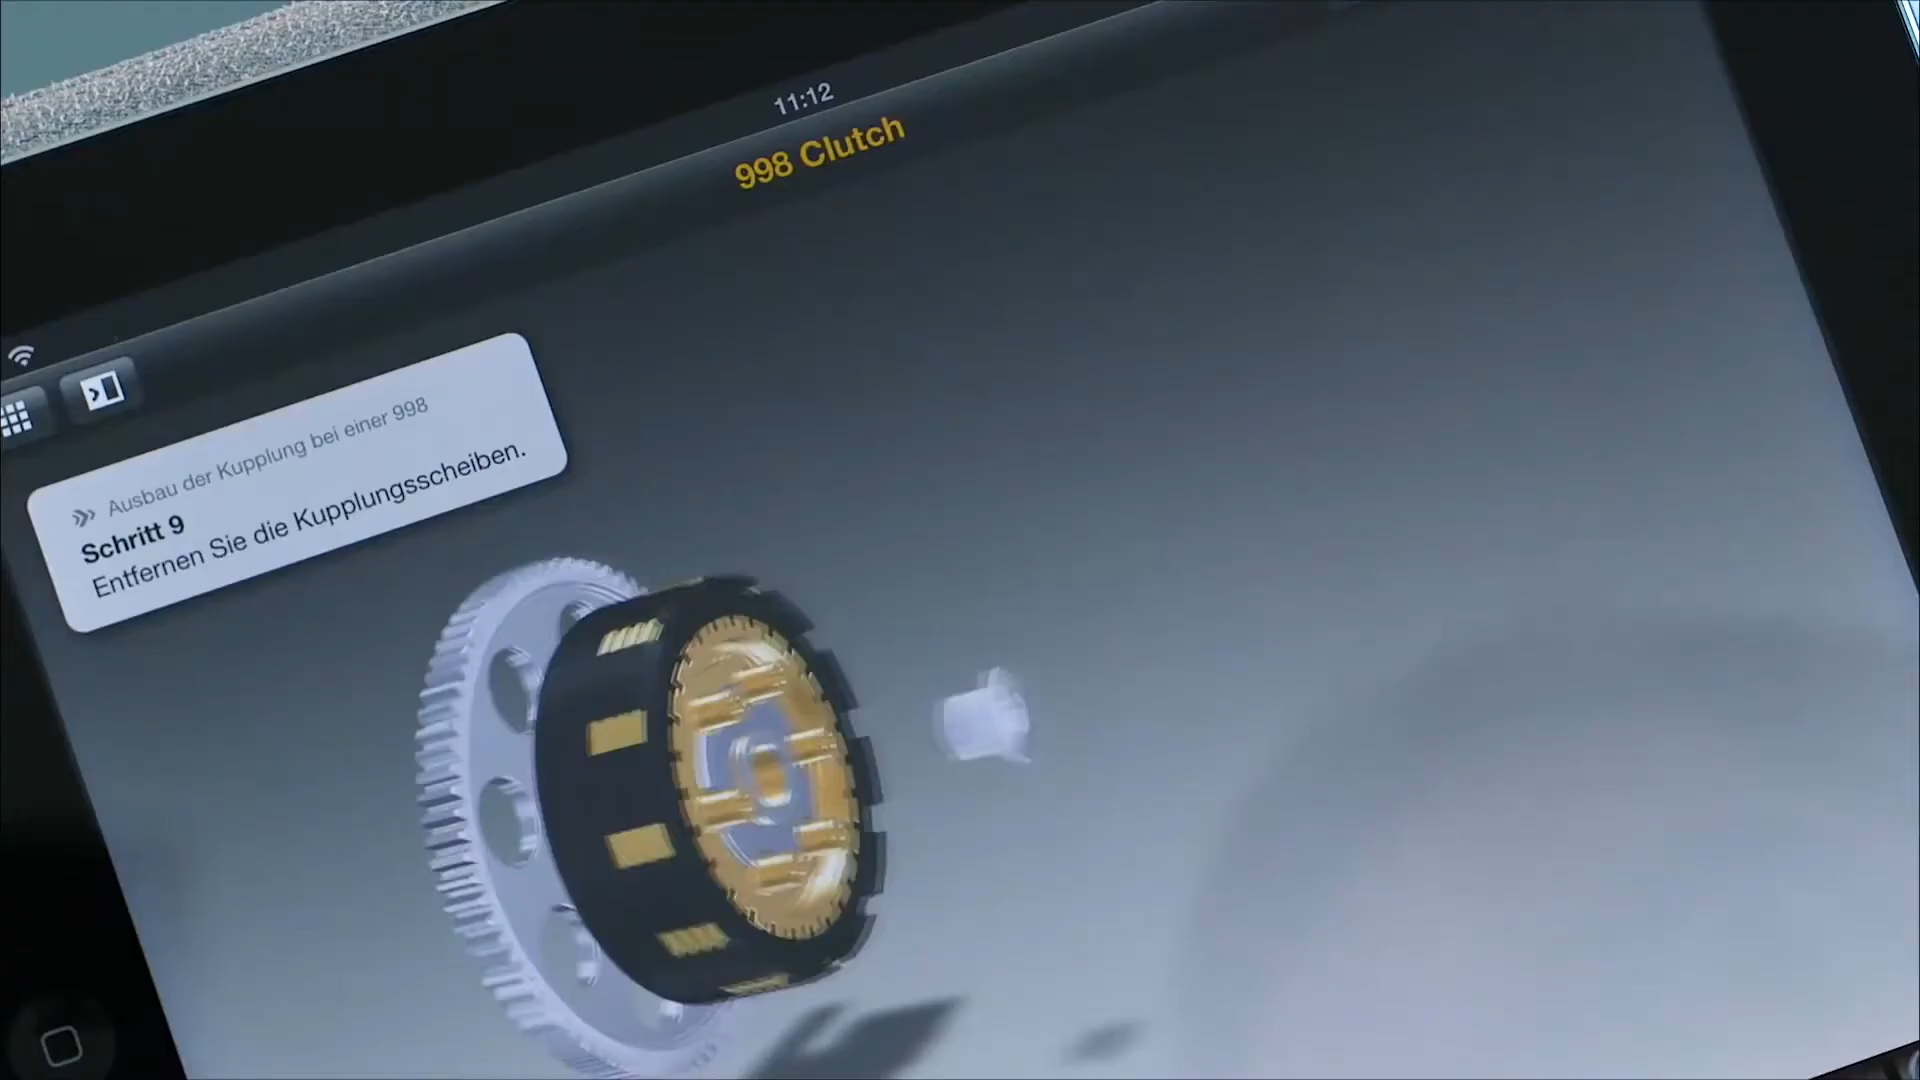 11:12
998 Clutch
Ausbau der Kupplung bei einer 998
Schritt 9
Entfernen Sie die Kupplungsscheiben.